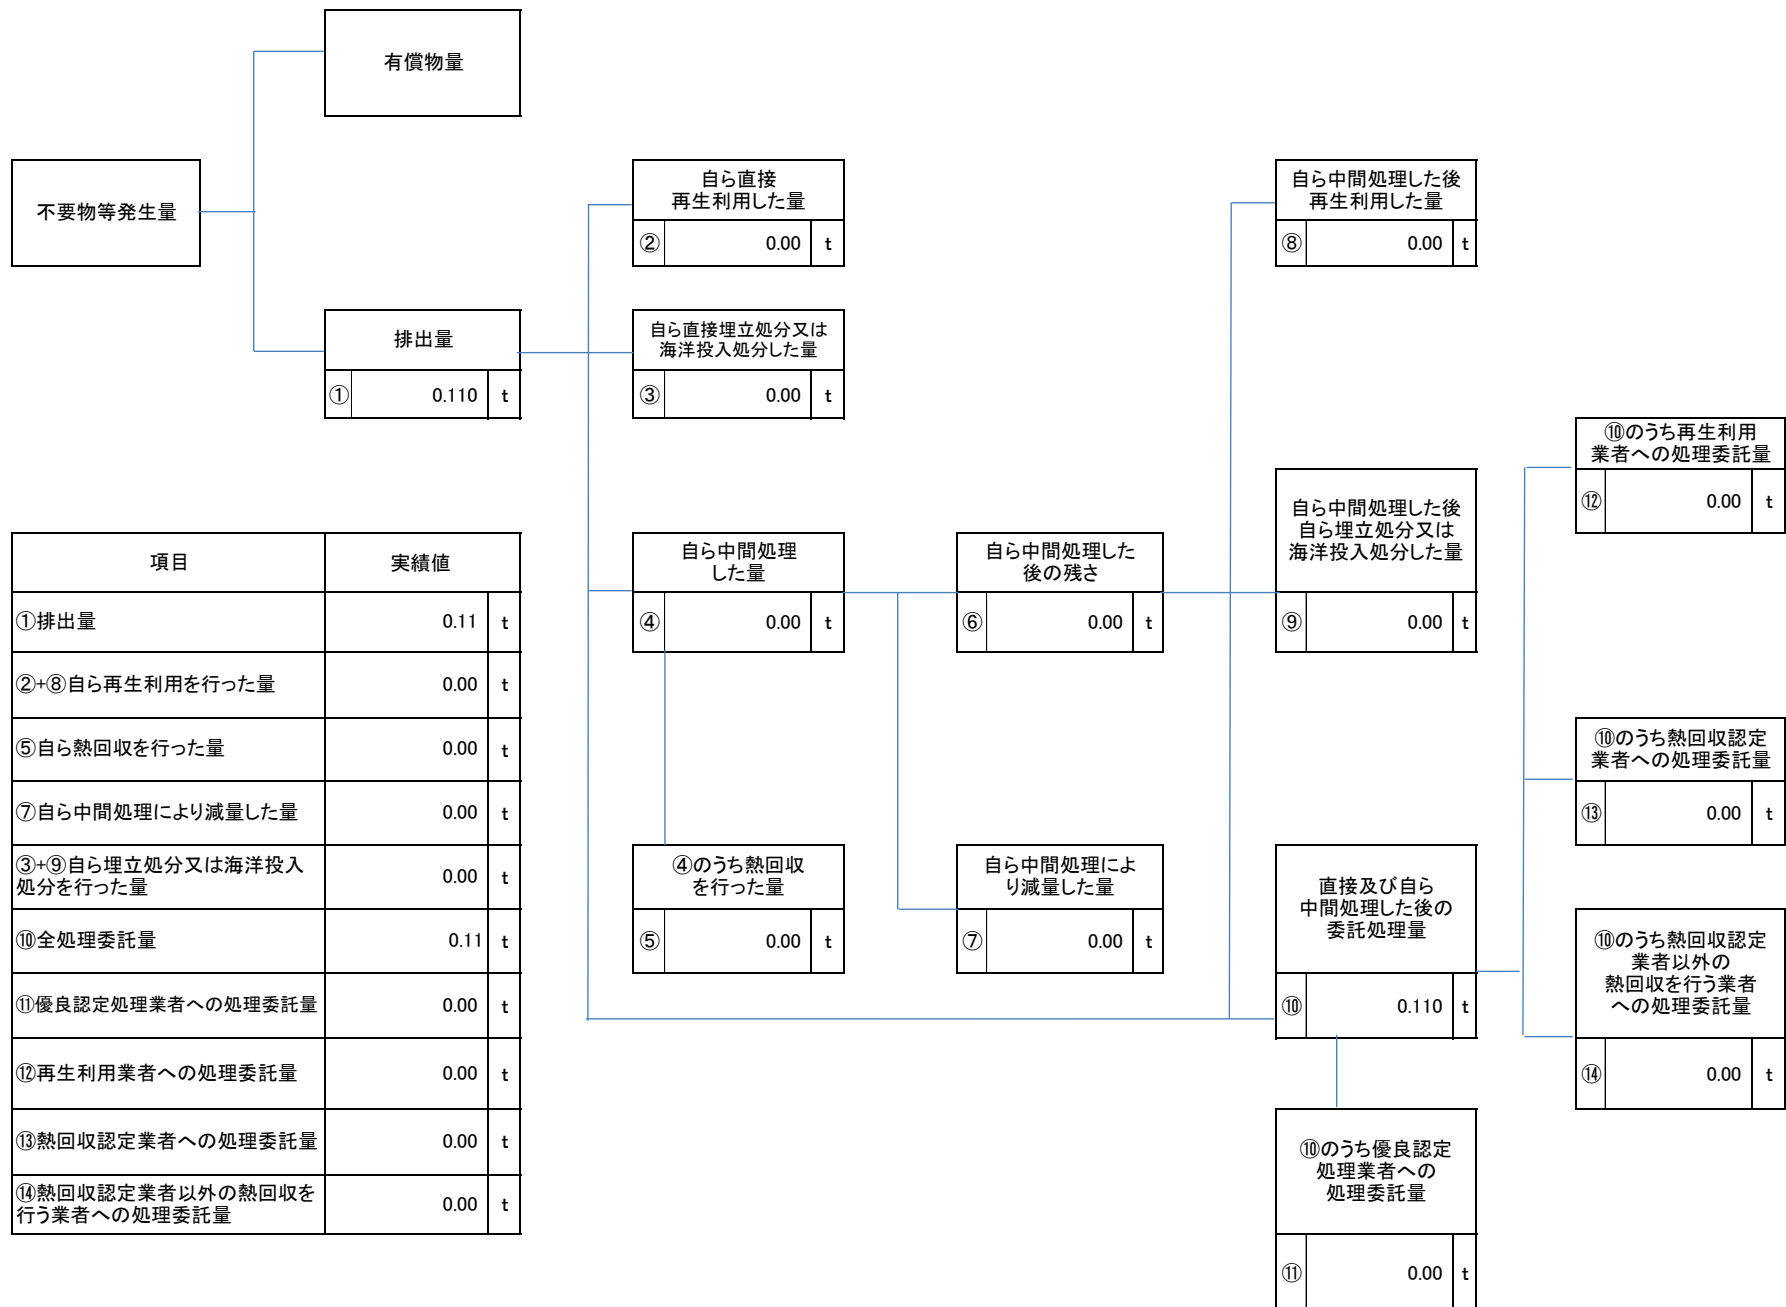 有償物量
不要物等発生量
排出量
① 0.110 t
自ら直接
再生利用した量
② 0.00 t
自ら直接埋立処分又は
海洋投入処分した量
③ 0.00 t
自ら中間処理
した量
④ 0.00 t
④のうち熱回収
を行った量
⑤ 0.00 t
自ら中間処理した
後の残さ
⑥ 0.00 t
自ら中間処理によ
り減量した量
⑦ 0.00 t
自ら中間処理した後
再生利用した量
⑧ 0.00 t
自ら中間処理した後
自ら埋立処分又は
海洋投入処分した量
⑨ 0.00 t
直接及び自ら
中間処理した後の
委託処理量
⑩ 0.110 t
⑩のうち優良認定
処理業者への
処理委託量
⑪ 0.00 t
⑩のうち再生利用
業者への処理委託量
⑫ 0.00 t
⑩のうち熱回収認定
業者への処理委託量
⑬ 0.00 t
⑩のうち熱回収認定
業者以外の
熱回収を行う業者
への処理委託量
⑭ 0.00 t
項目 実績値
①排出量 0.11 t
②+⑧自ら再生利用を行った量 0.00 t
⑤自ら熱回収を行った量 0.00 t
⑦自ら中間処理により減量した量 0.00 t
③+⑨自ら埋立処分又は海洋投入
処分を行った量 0.00 t
⑩全処理委託量 0.11 t
⑪優良認定処理業者への処理委託量 0.00 t
⑫再生利用業者への処理委託量 0.00 t
⑬熱回収認定業者への処理委託量 0.00 t
⑭熱回収認定業者以外の熱回収を
行う業者への処理委託量 0.00 t